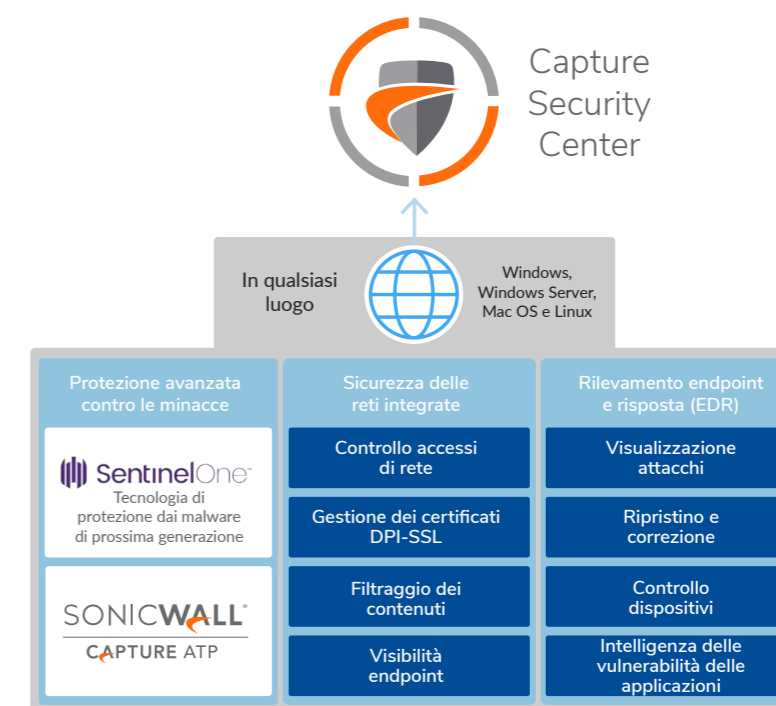 Capture
Security
Center
In qualsiasi
luogo
Windows,
Windows Server,
Mac OS e Linux
Protezione avanzata
contro le minacce
SentinelOne™
Tecnologia di
protezione dai malware
di prossima generazione
SONICWALL®
CAPTURE ATP
Sicurezza delle
reti integrate
Controllo accessi
di rete
Gestione dei certificati
DPI-SSL
Filtraggio dei
contenuti
Visibilità
endpoint
Rilevamento endpoint
e risposta (EDR)
Visualizzazione
attacchi
Ripristino e
correzione
Controllo
dispositivi
Intelligenza delle
vulnerabilità delle
applicazioni